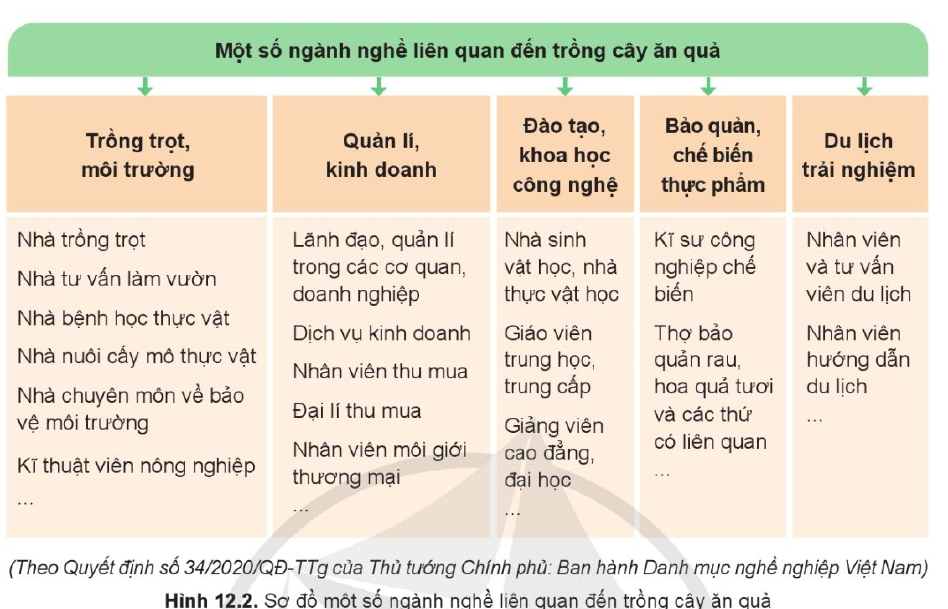 Một số ngành nghề liên quan đến trồng cây ăn quả
Trồng trọt,
môi trường
Quản lí,
kinh doanh
Đào tạo,
khoa học
công nghệ
Bảo quản,
chế biến
thực phẩm
Du lịch
trải nghiệm
Nhà trồng trọt
Nhà tư vấn làm vườn
Nhà bệnh học thực vật
Nhà nuôi cấy mô thực vật
Nhà chuyên môn về bảo
vệ môi trường
Kĩ thuật viên nông nghiệp
...
Lãnh đạo, quản lí
trong các cơ quan,
doanh nghiệp
Dịch vụ kinh doanh
Nhân viên thu mua
Đại lí thu mua
Nhân viên môi giới
thương mại
...
Nhà sinh
vật học, nhà
thực vật học
Giáo viên
trung học,
trung cấp
Giảng viên
cao đẳng,
đại học
...
Kĩ sư công
nghiệp chế
biến
Thợ bảo
quản rau,
hoa quả tươi
và các thứ
có liên quan
...
Nhân viên
và tư vấn
viên du lịch
Nhân viên
hướng dẫn
du lịch
...
(Theo Quyết định số 34/2020/QĐ-TTg của Thủ tướng Chính phủ: Ban hành Danh mục nghề nghiệp Việt Nam)
Hình 12.2. Sơ đồ một số ngành nghề liên quan đến trồng cây ăn quả